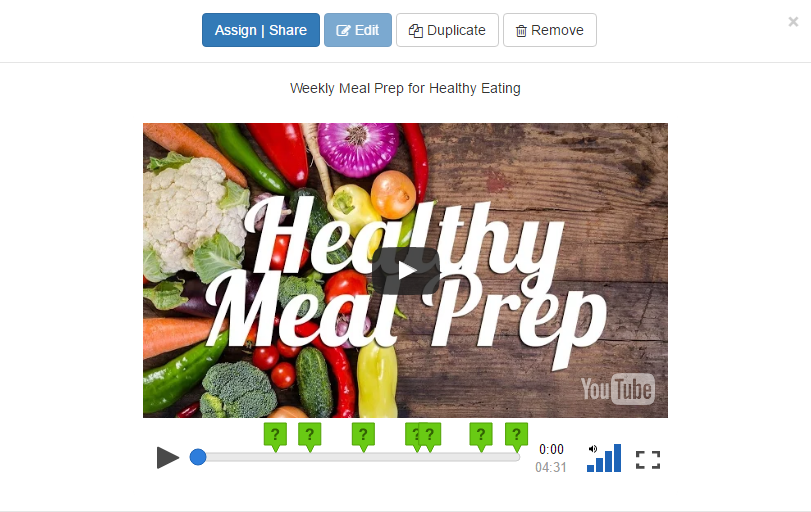 ×
Assign | Share Edit Duplicate Remove
Weekly Meal Prep for Healthy Eating
Healthy
Meal Prep
YouTube
? ? ? ? ? ? ?
0:00
04:31